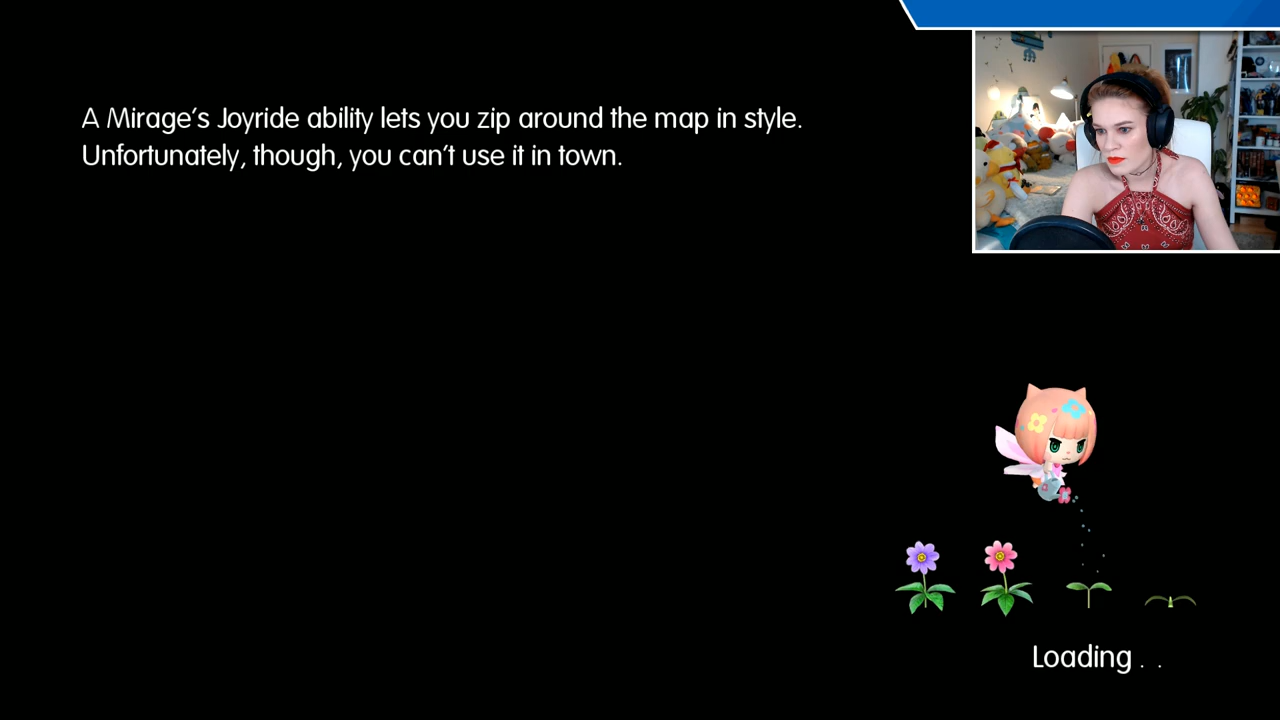 A Mirage's Joyride ability lets you zip around the map in style.
Unfortunately, though, you can't use it in town.
Loading . .